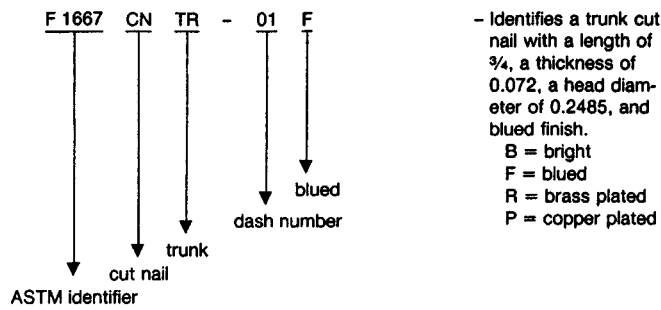 F 1667 CN TR - 01 F
blued
dash number
trunk
cut nail
ASTM identifier
– Identifies a trunk cut
nail with a length of
¾, a thickness of
0.072, a head diam-
eter of 0.2485, and
blued finish.
B = bright
F = blued
R = brass plated
P = copper plated